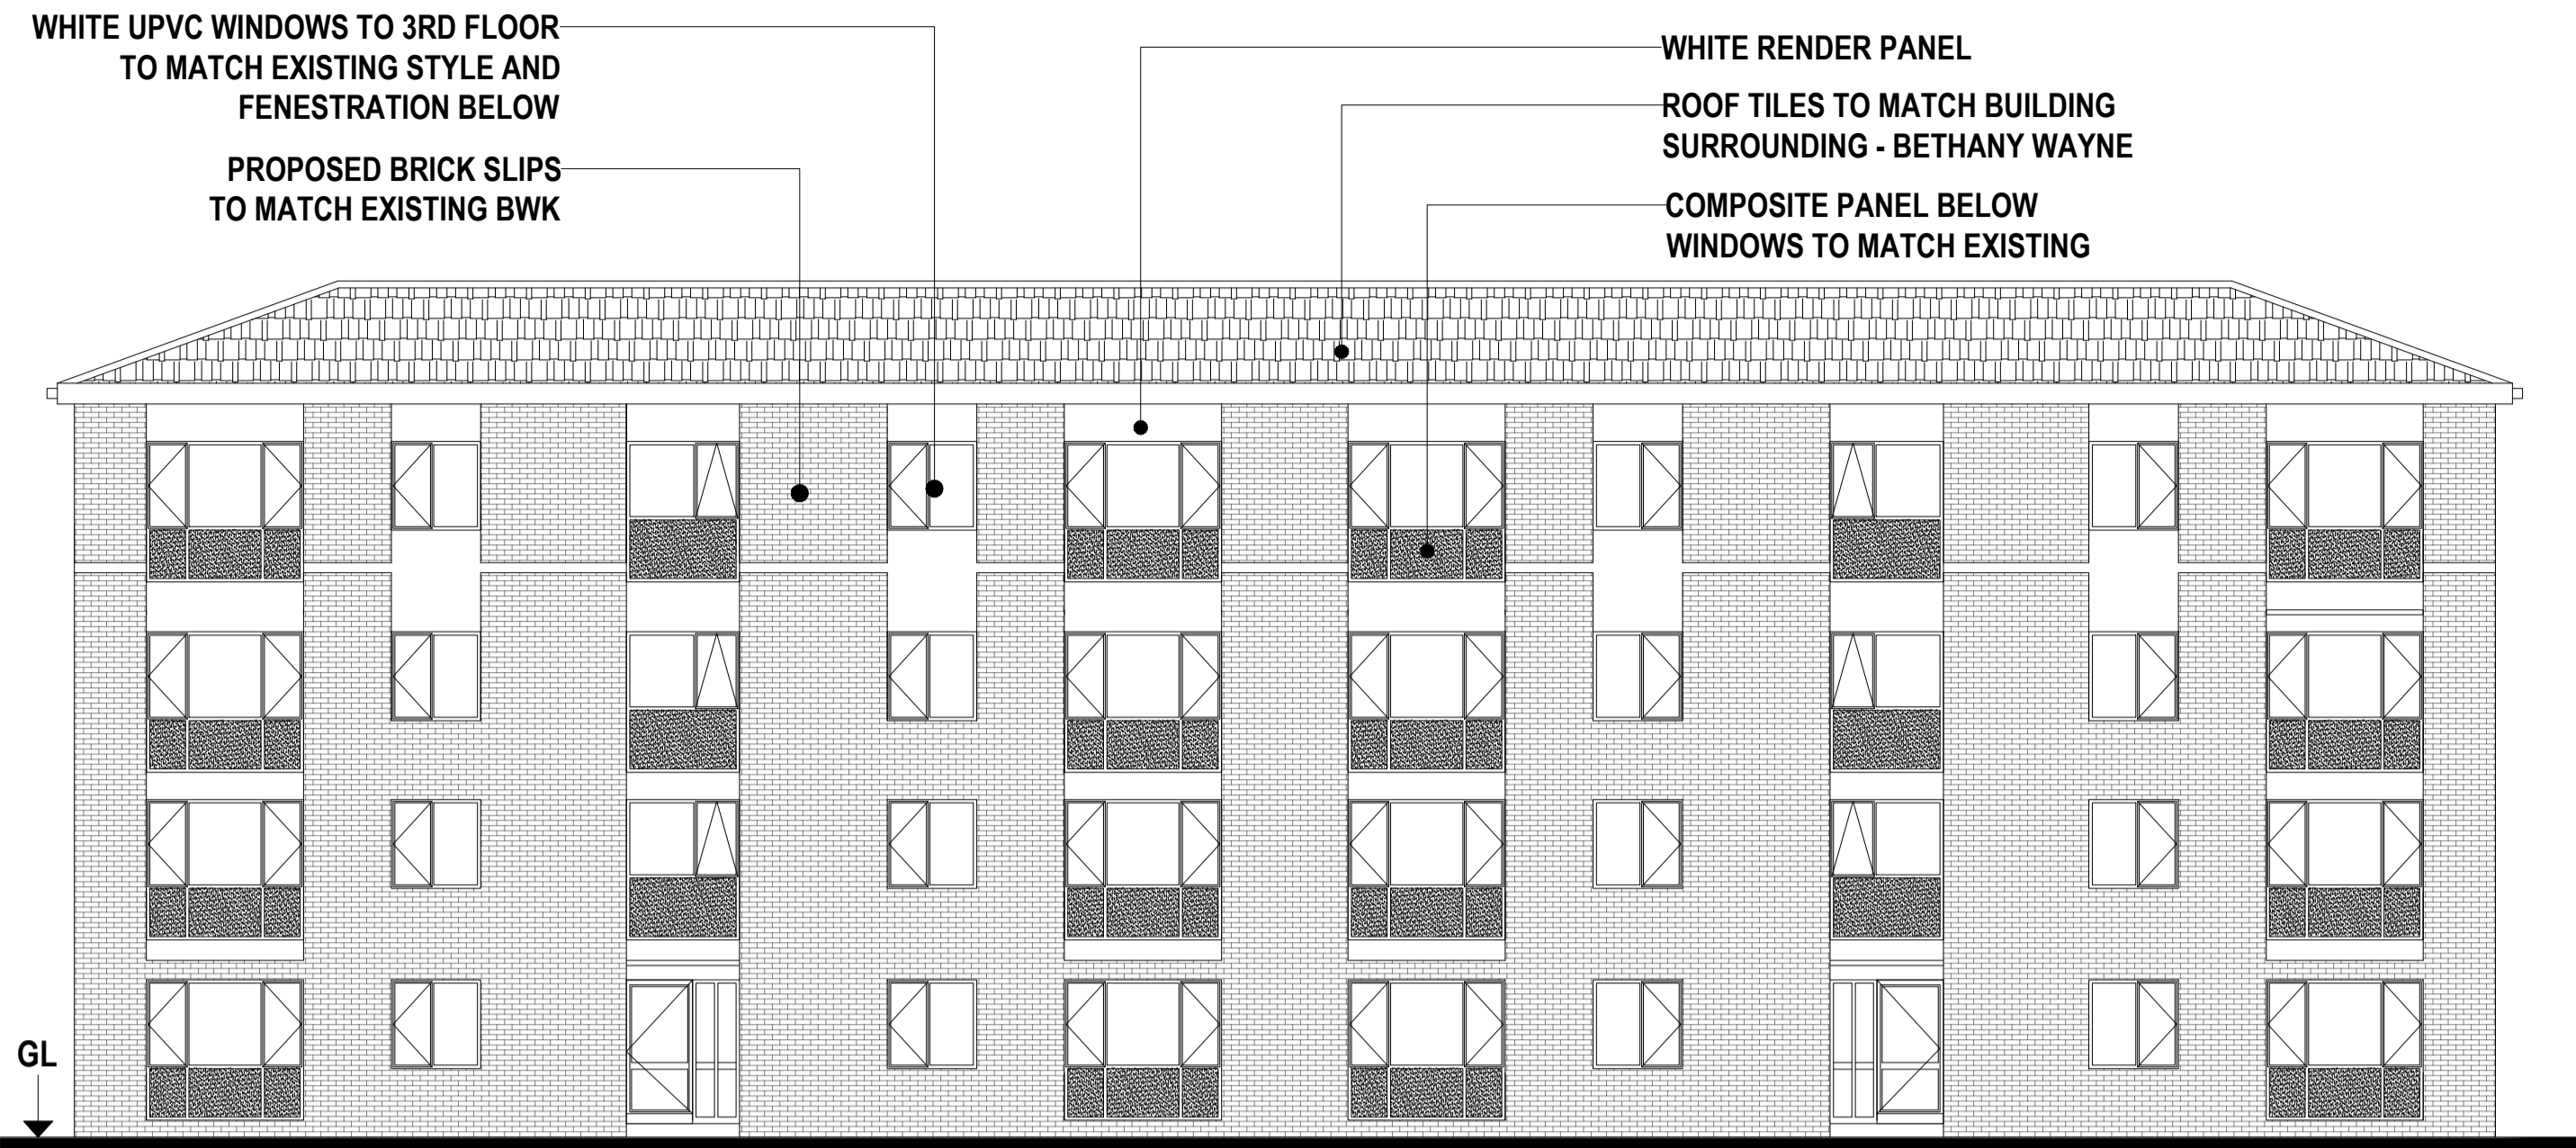 WHITE UPVC WINDOWS TO 3RD FLOOR
TO MATCH EXISTING STYLE AND
FENESTRATION BELOW
PROPOSED BRICK SLIPS
TO MATCH EXISTING BWK
WHITE RENDER PANEL
ROOF TILES TO MATCH BUILDING
SURROUNDING - BETHANY WAYNE
COMPOSITE PANEL BELOW
WINDOWS TO MATCH EXISTING
GL